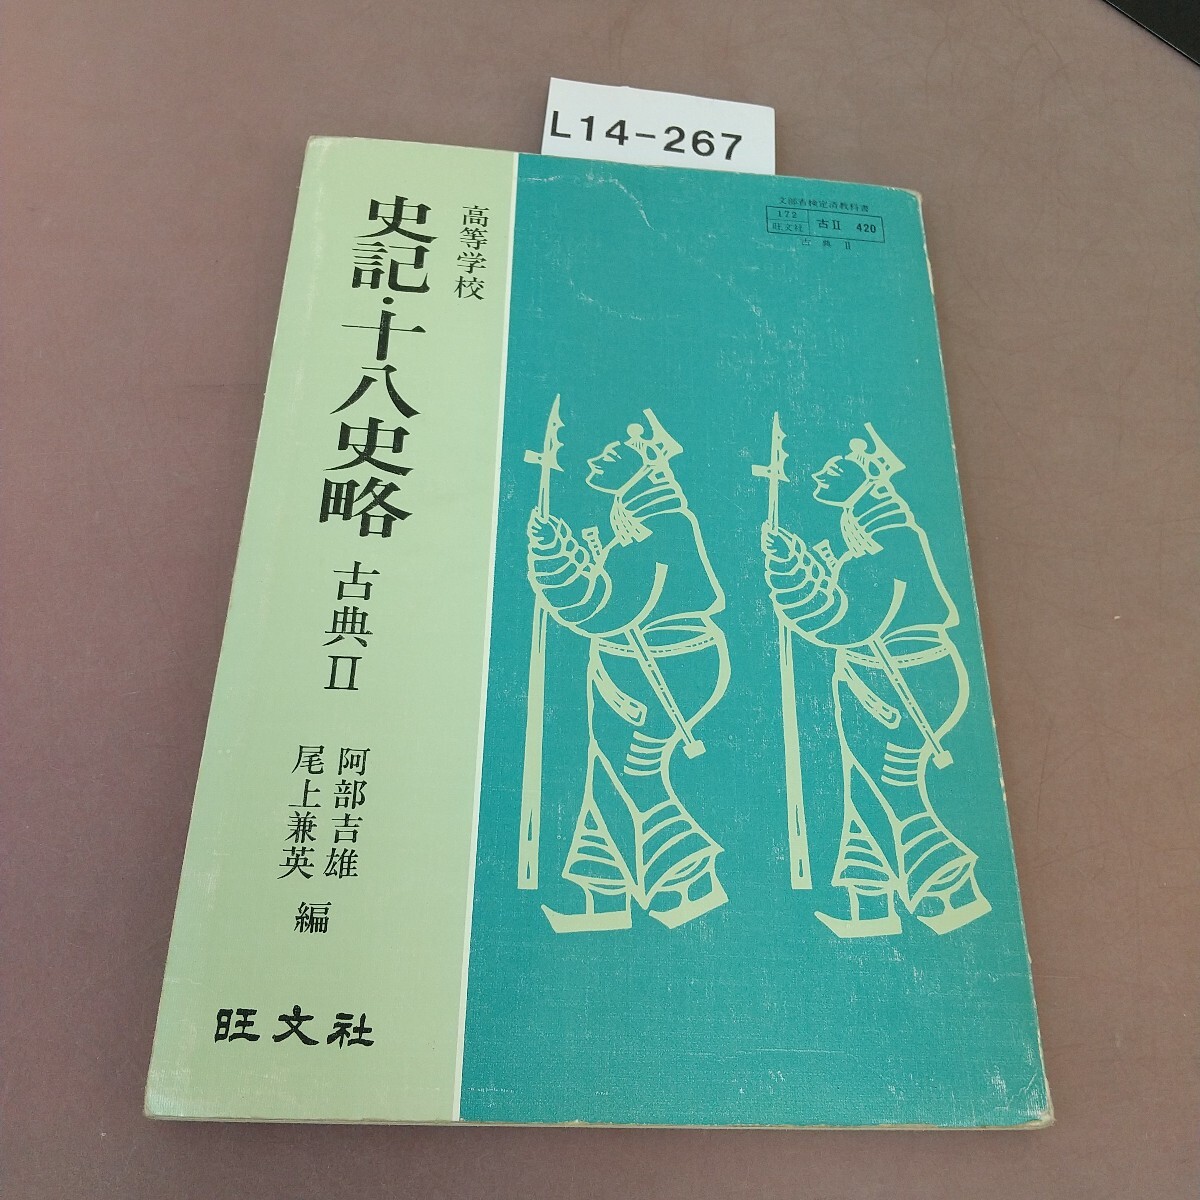 L14-267
文部省検定済教科書
172
旺文社
古II 420
古典 II
高等学校
史記・十八史略 古典II
阿部吉雄
尾上兼英
編
旺文社